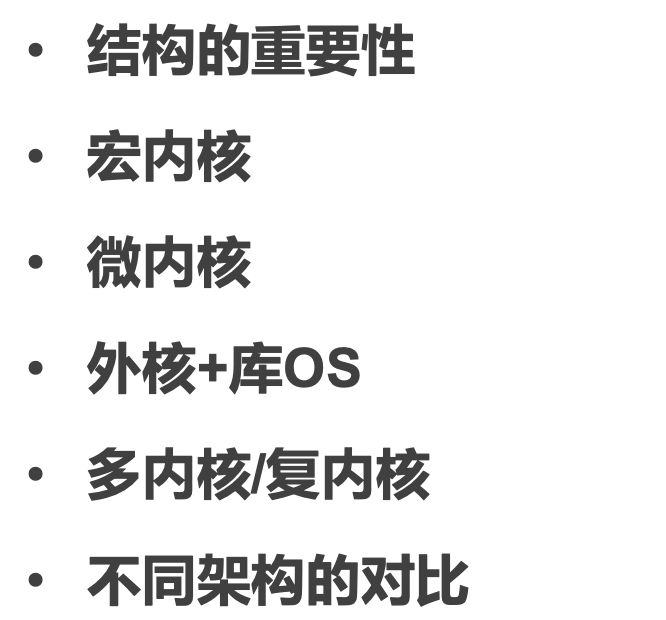 • 结构的重要性
• 宏内核
• 微内核
• 外核+库OS
• 多内核/复内核
• 不同架构的对比